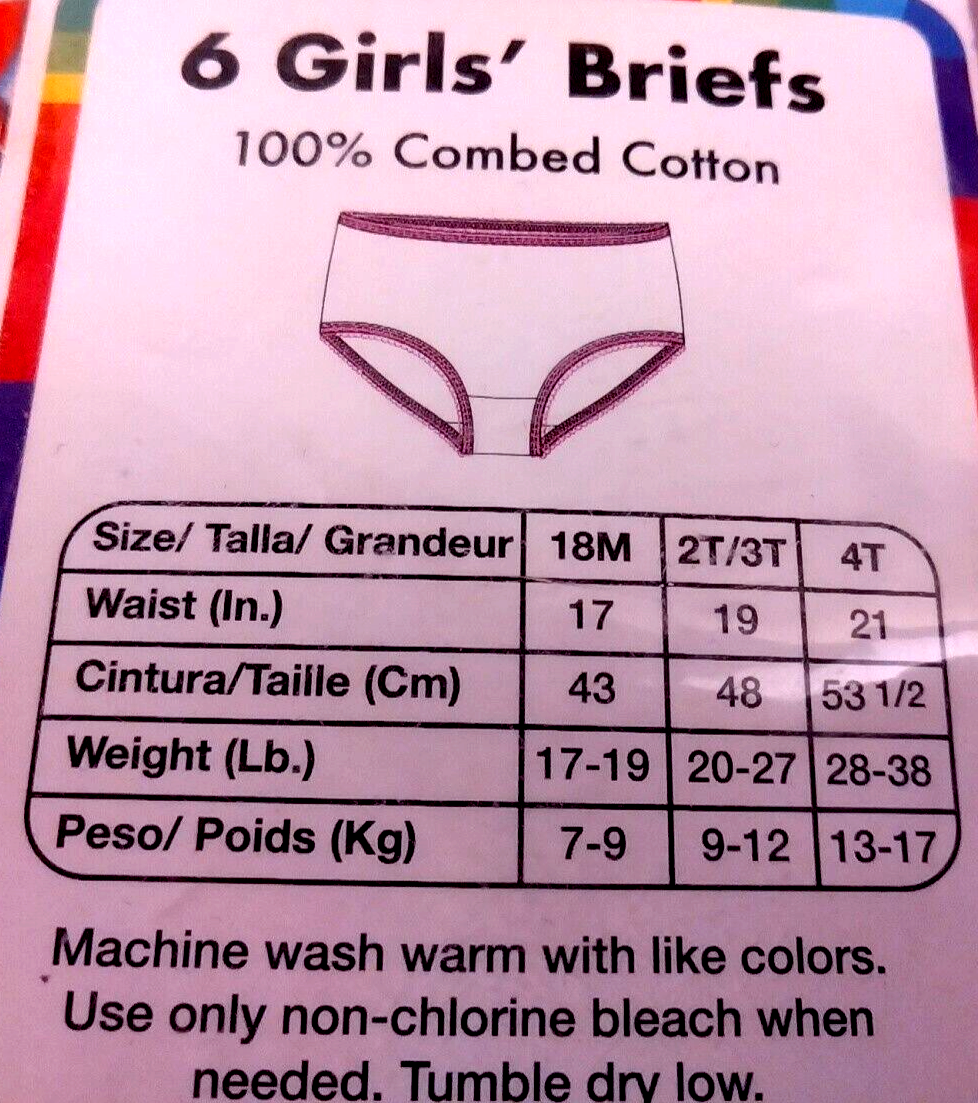 6 Girls' Briefs
100% Combed Cotton
Size/ Talla/ Grandeur 18M 2T/3T 4T
Waist (In.) 17 19 21
Cintura/Taille (Cm) 43 48 53 1/2
Weight (Lb.) 17-19 20-27 28-38
Peso/ Poids (Kg) 7-9 9-12 13-17
Machine wash warm with like colors.
Use only non-chlorine bleach when
needed. Tumble dry low.